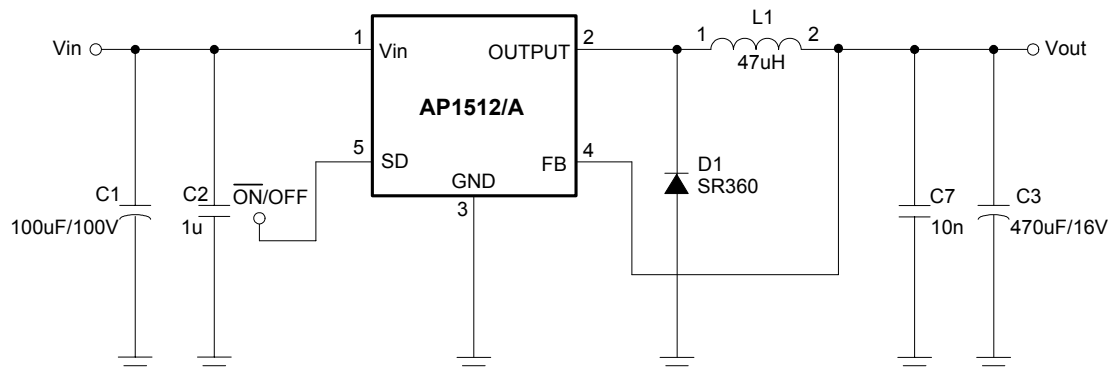 L1
Vin
1
Vin
OUTPUT
2
1
2
47uH
Vout
AP1512/A
5
SD
FB
4
GND
3
D1
SR360
C1
100uF/100V
C2
1u
ON/OFF
C7
10n
C3
470uF/16V